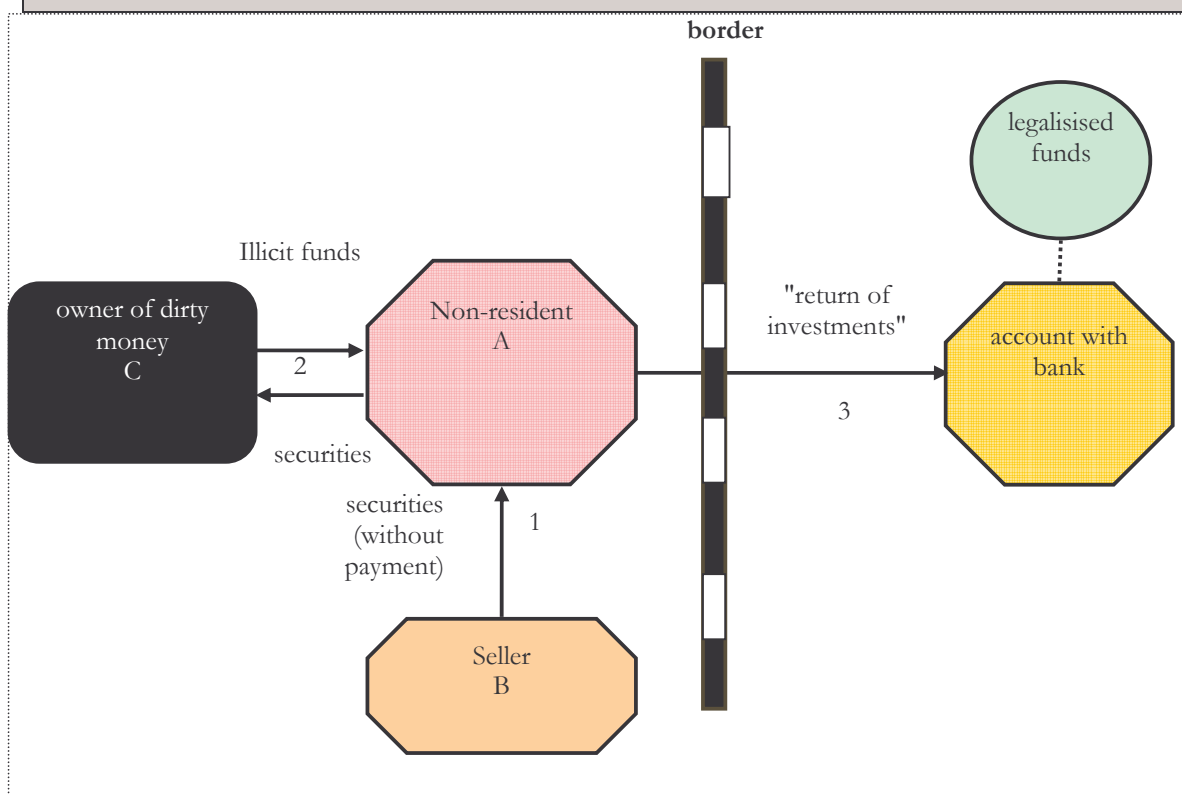 border
legalisised
funds
Illicit funds
owner of dirty
money
C
2
securities
Non-resident
A
"return of
investments"
3
account with
bank
securities
(without
payment)
1
Seller
B